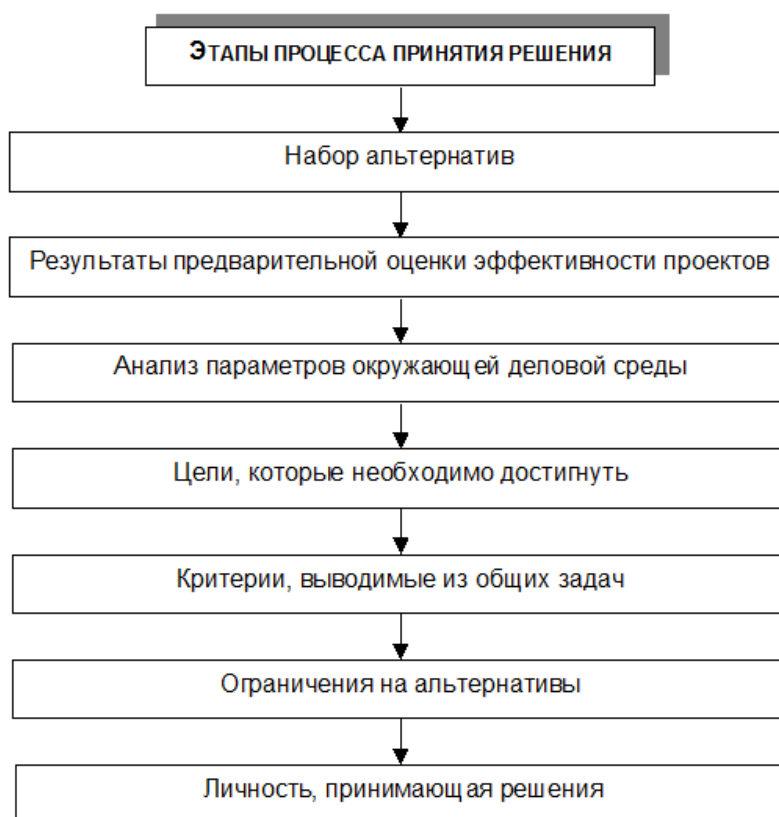 ЭТАПЫ ПРОЦЕССА ПРИНЯТИЯ РЕШЕНИЯ
Набор альтернатив
Результаты предварительной оценки эффективности проектов
Анализ параметров окружающей деловой среды
Цели, которые необходимо достигнуть
Критерии, выводимые из общих задач
Ограничения на альтернативы
Личность, принимающая решения